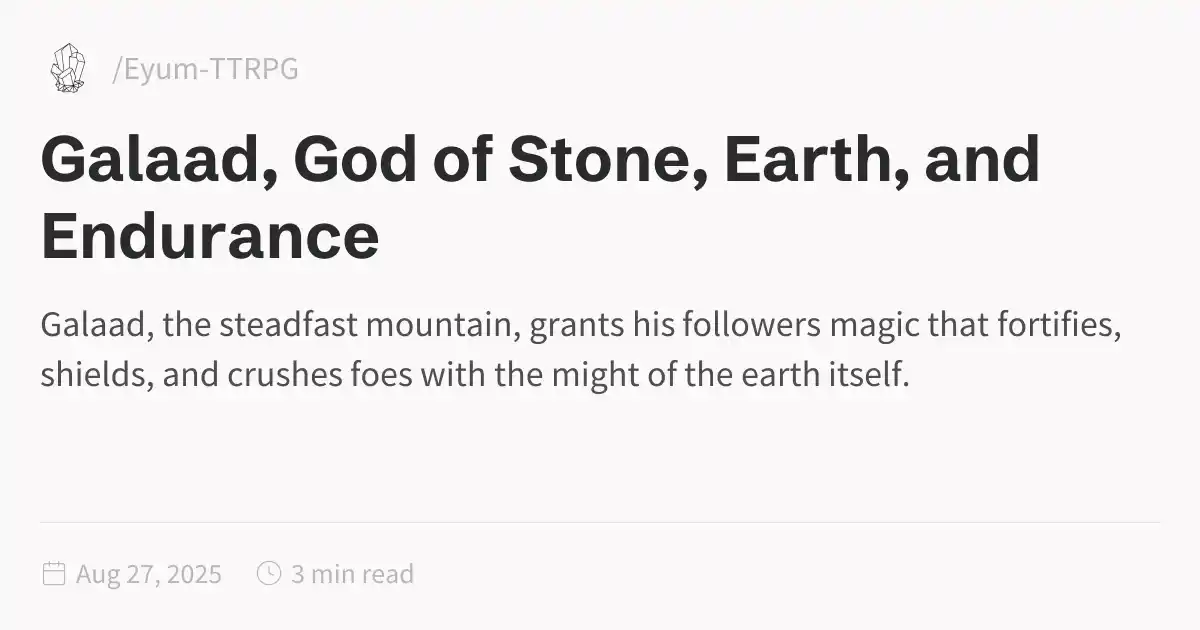 /Eyum-TTRPG
Galaad, God of Stone, Earth, and
Endurance
Galaad, the steadfast mountain, grants his followers magic that fortifies,
shields, and crushes foes with the might of the earth itself.
Aug 27, 2025 3 min read